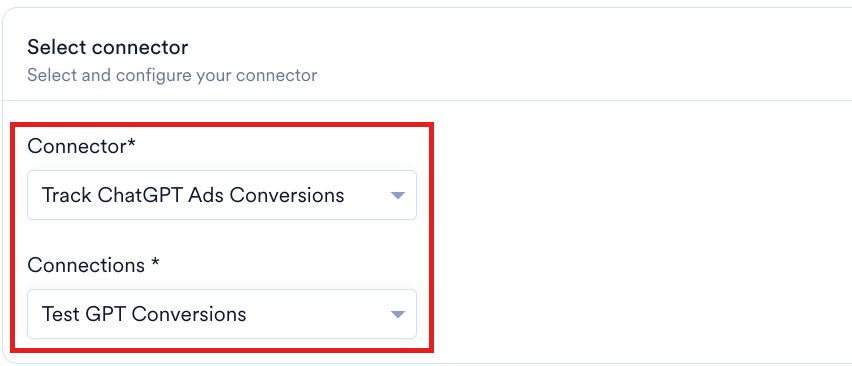 Select connector
Select and configure your connector
Connector*
Track ChatGPT Ads Conversions
Connections *
Test GPT Conversions